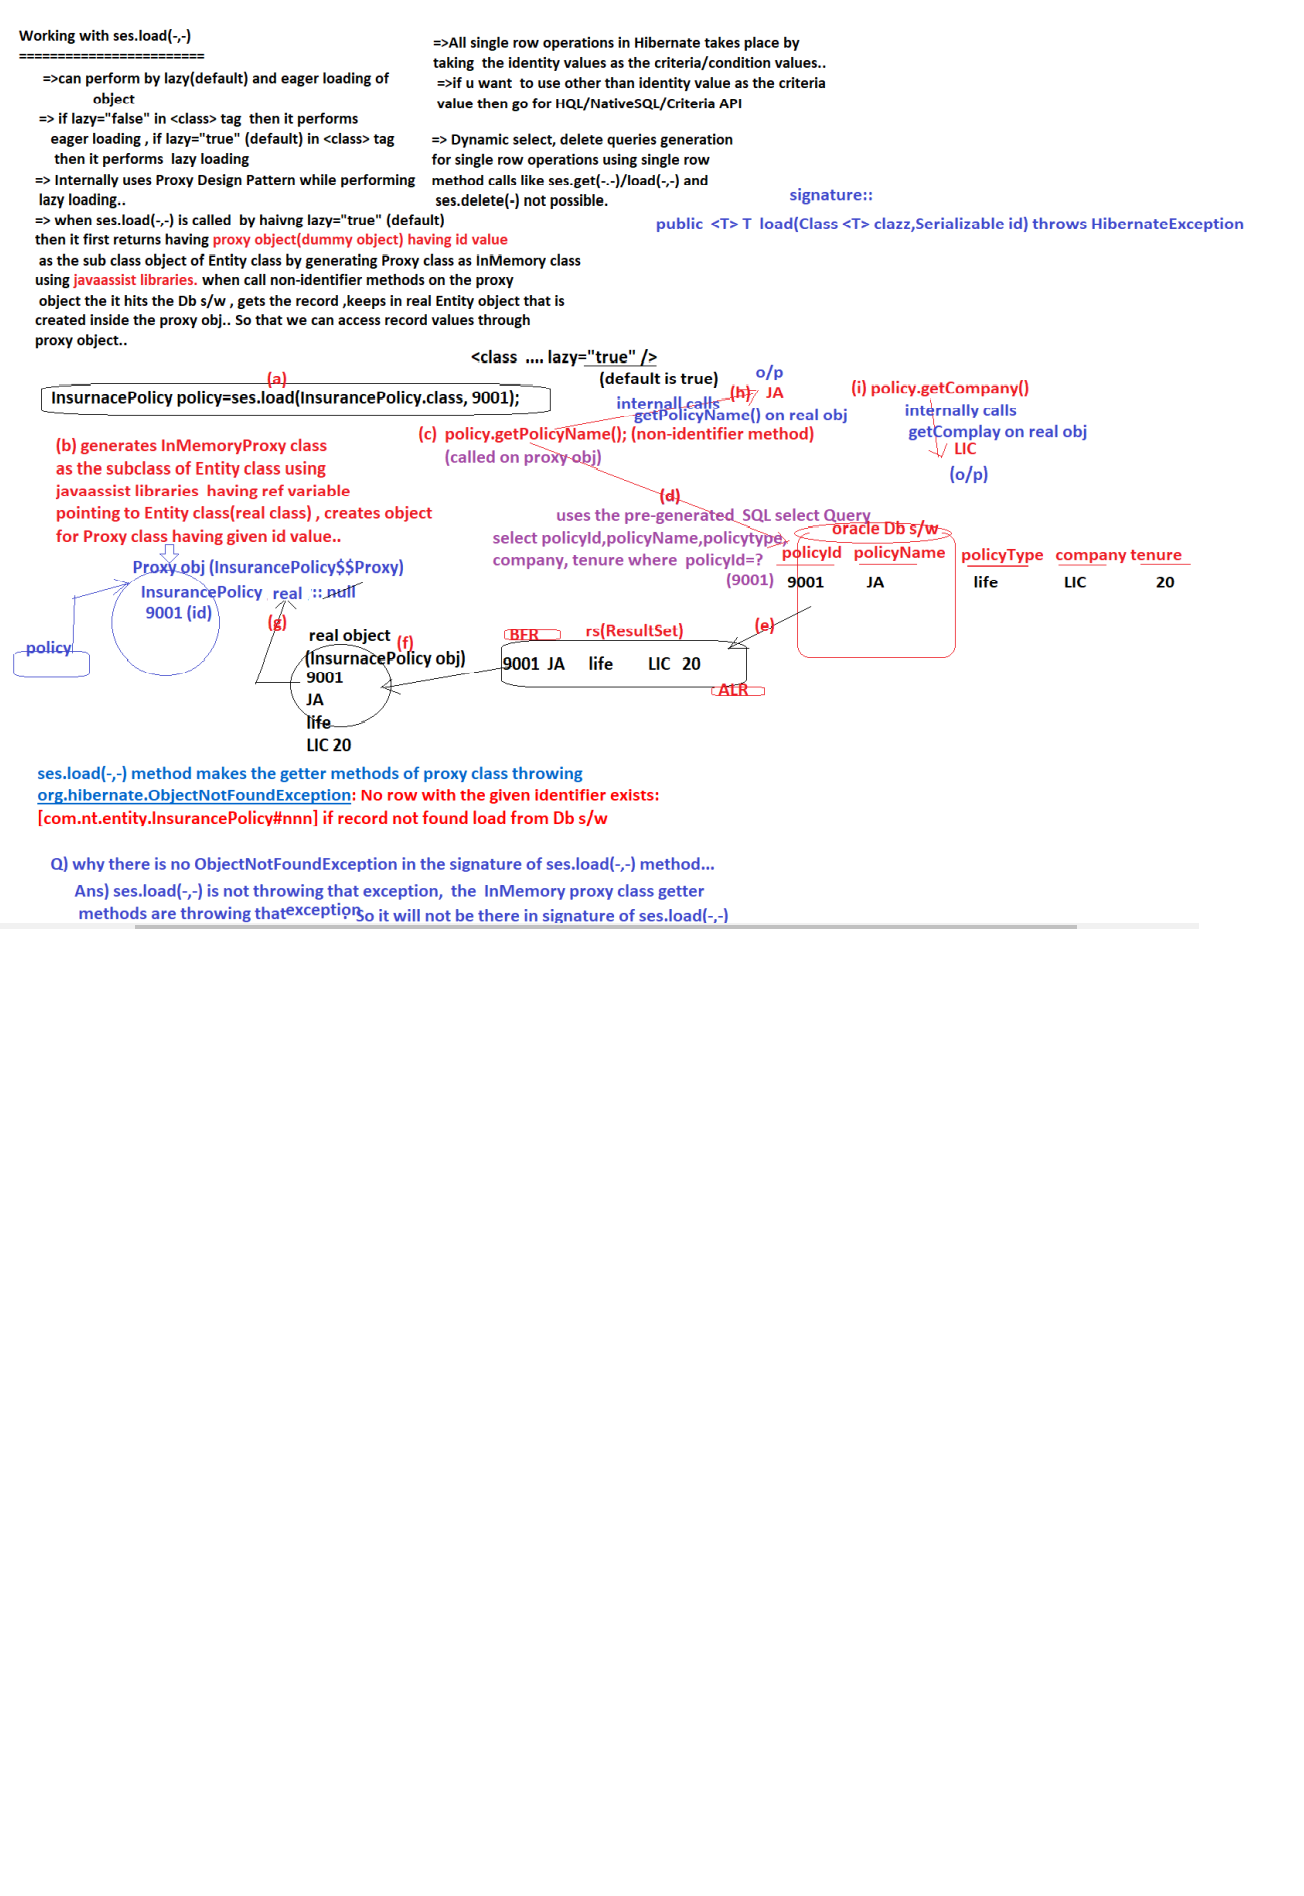 Working with ses.load(-,-)
========================
=>can perform by lazy(default) and eager loading of
object
=> if lazy="false" in <class> tag then it performs
eager loading , if lazy="true" (default) in <class> tag
then it performs lazy loading
=> Internally uses Proxy Design Pattern while performing
lazy loading..
=> when ses.load(-,-) is called by haivng lazy="true" (default)
then it first returns having proxy object(dummy object) having id value
as the sub class object of Entity class by generating Proxy class as InMemory class
using javaassist libraries. when call non-identifier methods on the proxy
object the it hits the Db s/w , gets the record ,keeps in real Entity object that is
created inside the proxy obj.. So that we can access record values through
proxy object..
=>All single row operations in Hibernate takes place by
taking the identity values as the criteria/condition values..
=>if u want to use other than identity value as the criteria
value then go for HQL/NativeSQL/Criteria API
=> Dynamic select, delete queries generation
for single row operations using single row
method calls like ses.get(-.-)/load(-,-) and
ses.delete(-) not possible.
signature::
public <T> T load(Class <T> clazz,Serializable id) throws HibernateException
<class .... lazy="true" />
(default is true)
(a)
InsurnacePolicy policy=ses.load(InsurancePolicy.class, 9001);
o/p
(h) JA
internall calls
getPolicyName() on real obj
(c) policy.getPolicyName(); (non-identifier method)
(called on proxy obj)
(i) policy.getCompany()
internally calls
getComplay on real obj
LIC
(o/p)
(b) generates InMemoryProxy class
as the subclass of Entity class using
javaassist libraries having ref variable
pointing to Entity class(real class) , creates object
for Proxy class having given id value..
(d)
uses the pre-generated SQL select Query
select policyId,policyName,policytype,
company, tenure where policyId=?
(9001)
oracle Db s/w
policyId policyName policyType company tenure
9001 JA life LIC 20
Proxy obj (InsurancePolicy$$Proxy)
InsurancePolicy real :: null
9001 (id)
policy
(g)
real object
(f)
(InsurnacePolicy obj)
9001
JA
life
LIC 20
BFR rs(ResultSet)
(e)
9001 JA life LIC 20
ALR
ses.load(-,-) method makes the getter methods of proxy class throwing
org.hibernate.ObjectNotFoundException: No row with the given identifier exists:
[com.nt.entity.InsurancePolicy#nnn] if record not found load from Db s/w
Q) why there is no ObjectNotFoundException in the signature of ses.load(-,-) method...
Ans) ses.load(-,-) is not throwing that exception, the InMemory proxy class getter
methods are throwing that exception. So it will not be there in signature of ses.load(-,-)